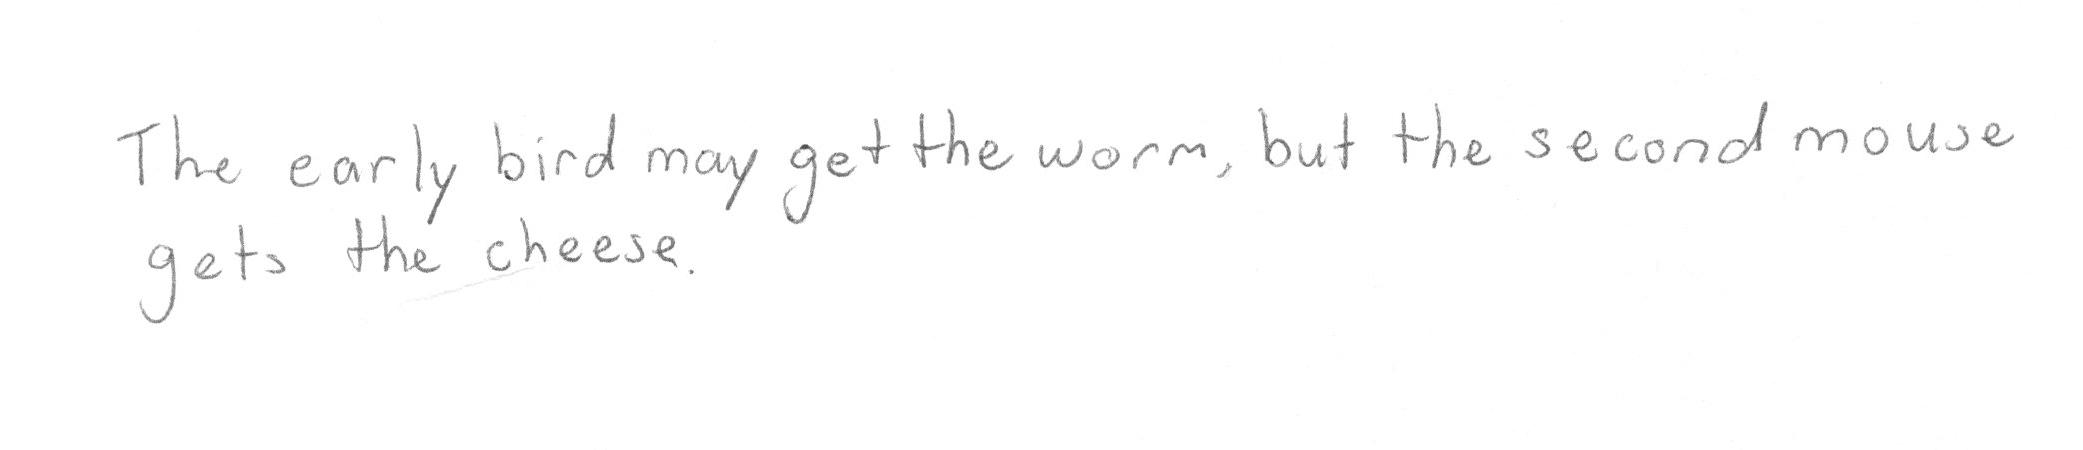 The early bird may get the worm, but the second mouse
gets the cheese.